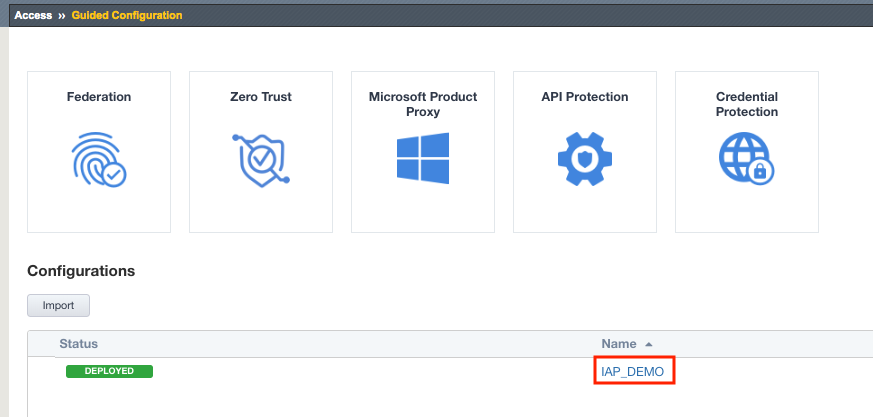 Access » Guided Configuration
Federation
Zero Trust
Microsoft Product
Proxy
API Protection
Credential
Protection
Configurations
Import
Status Name
DEPLOYED IAP_DEMO